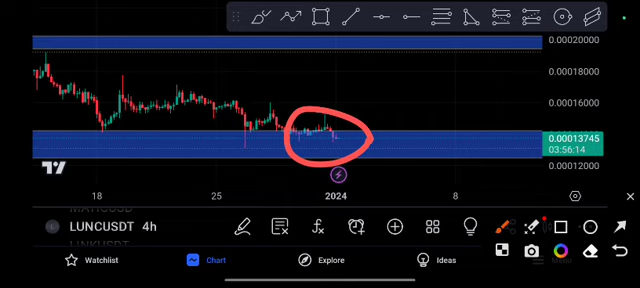 0.00020000
0.00018000
0.00016000
0.00013745
03:56:14
0.00012000
18
25
2024
8
LUNCUSDT 4h
Watchlist
Chart
Explore
Ideas